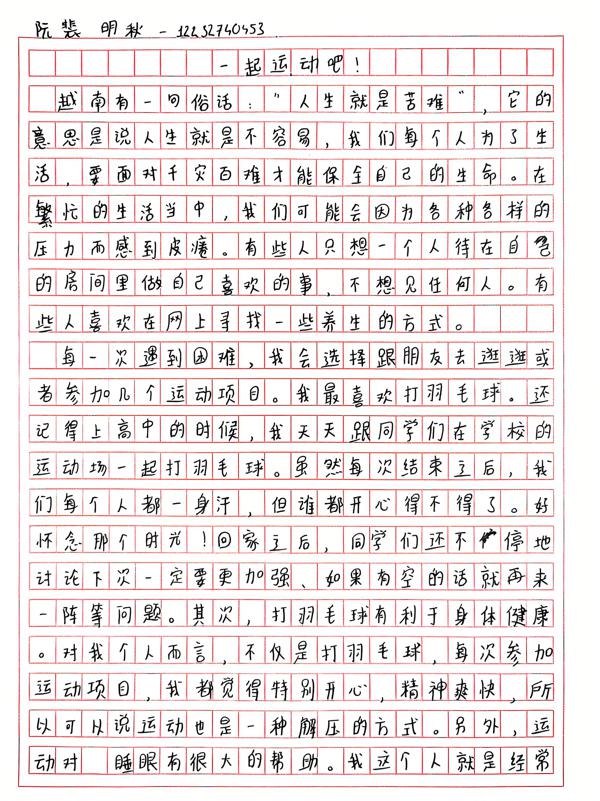 阮裴明秋 - 12252740453
一起运动吧！
越南有一句俗话：“人生就是苦难”，它的
意思是说人生就是不容易，我们每个人为了生
活，要面对千灾百难才能保全自己的生命。在
繁忙的生活当中，我们可能会因为各种各样的
压力而感到皮瘫。有些人只想一个人待在自己
的房间里做自己喜欢的事，不想见任何人。有
些人喜欢在网上寻找一些养生的方式。
每一次遇到困难，我会选择跟朋友去逛逛或
者参加几个运动项目。我最喜欢打羽毛球。还
记得上高中的时候，我天天跟同学们在学校的
运动场一起打羽毛球。虽然每次结束之后，我
们每个人都一身汗，但谁都开心得不得了。好
怀念那个时光！回家之后，同学们还不停地
讨论下次一定要更加强、如果有空的话就再来
一阵等问题。其次，打羽毛球有利于身体健康
。对我个人而言，不仅是打羽毛球，每次参加
运动项目，我都觉得特别开心，精神爽快，所
以可以说运动也是一种解压的方式。另外，运
动对 睡眠有很大的帮助。我这个人就是经常